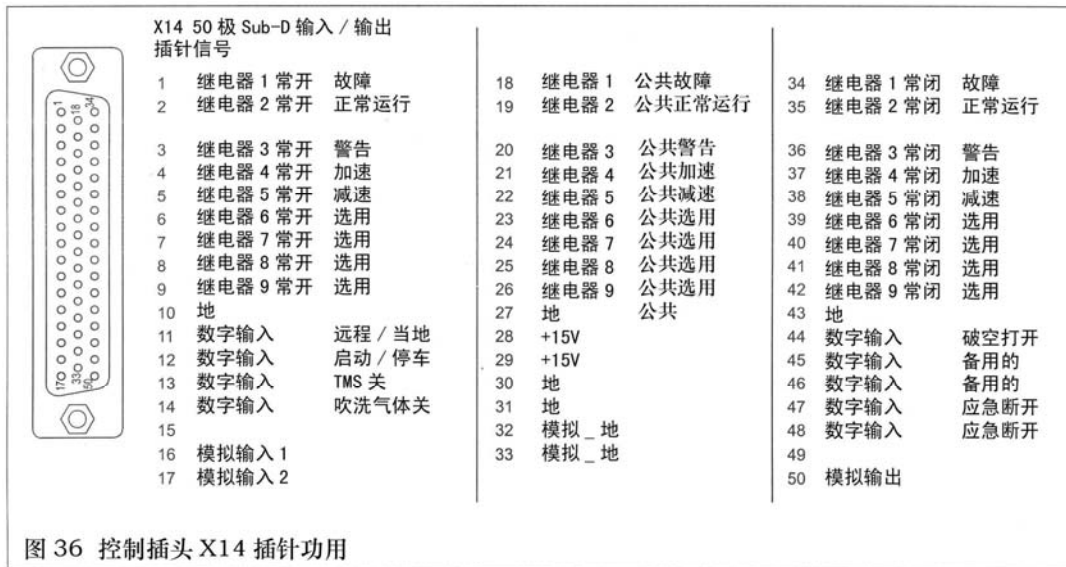 X14 50 极 Sub-D 输入 / 输出
插针信号
1 继电器 1 常开 故障
2 继电器 2 常开 正常运行
3 继电器 3 常开 警告
4 继电器 4 常开 加速
5 继电器 5 常开 减速
6 继电器 6 常开 选用
7 继电器 7 常开 选用
8 继电器 8 常开 选用
9 继电器 9 常开 选用
10 地
11 数字输入 远程 / 当地
12 数字输入 启动 / 停车
13 数字输入 TMS 关
14 数字输入 吹洗气体关
15
16 模拟输入 1
17 模拟输入 2
18 继电器 1 公共故障
19 继电器 2 公共正常运行
20 继电器 3 公共警告
21 继电器 4 公共加速
22 继电器 5 公共减速
23 继电器 6 公共选用
24 继电器 7 公共选用
25 继电器 8 公共选用
26 继电器 9 公共选用
27 地 公共
28 +15V
29 +15V
30 地
31 地
32 模拟 _ 地
33 模拟 _ 地
34 继电器 1 常闭 故障
35 继电器 2 常闭 正常运行
36 继电器 3 常闭 警告
37 继电器 4 常闭 加速
38 继电器 5 常闭 减速
39 继电器 6 常闭 选用
40 继电器 7 常闭 选用
41 继电器 8 常闭 选用
42 继电器 9 常闭 选用
43 地
44 数字输入 破空打开
45 数字输入 备用的
46 数字输入 备用的
47 数字输入 应急断开
48 数字输入 应急断开
49
50 模拟输出
1 18 34
17 33 50
图 36 控制插头 X14 插针功用